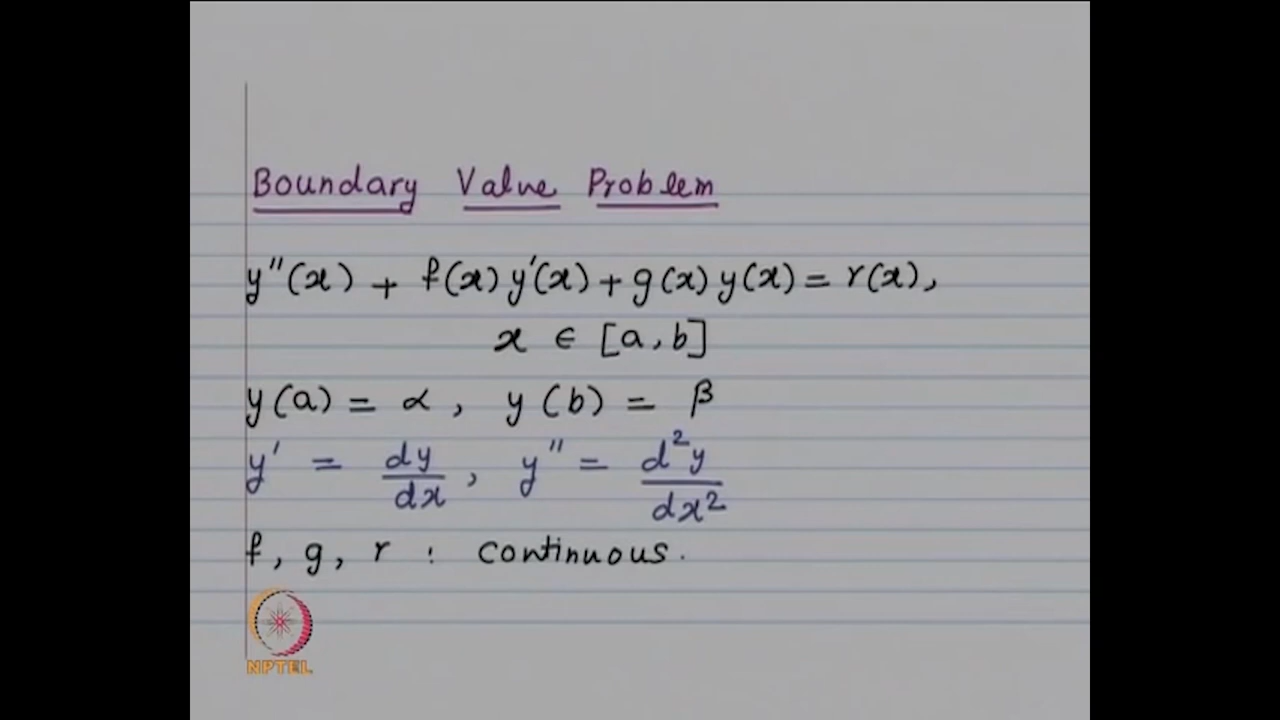 Boundary Value Problem
y''(x) + f(x) y'(x) + g(x) y(x) = r(x),
x ∈ [a, b]
y(a) = α, y(b) = β
y' = dy/dx, y'' = d²y/dx²
f, g, r : continuous.
NPTEL